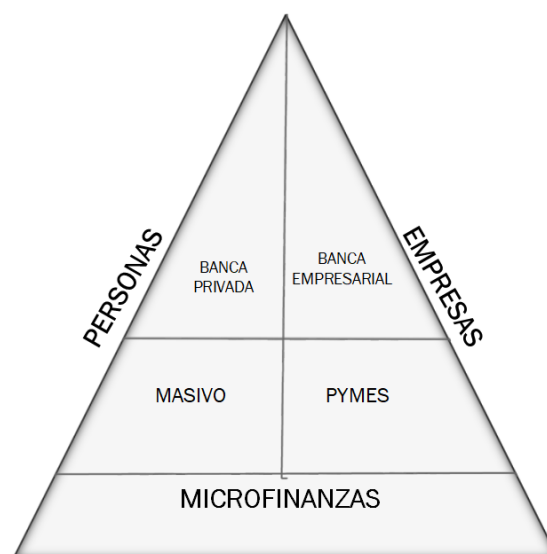 PERSONAS
EMPRESAS
BANCA
PRIVADA
BANCA
EMPRESARIAL
MASIVO
PYMES
MICROFINANZAS